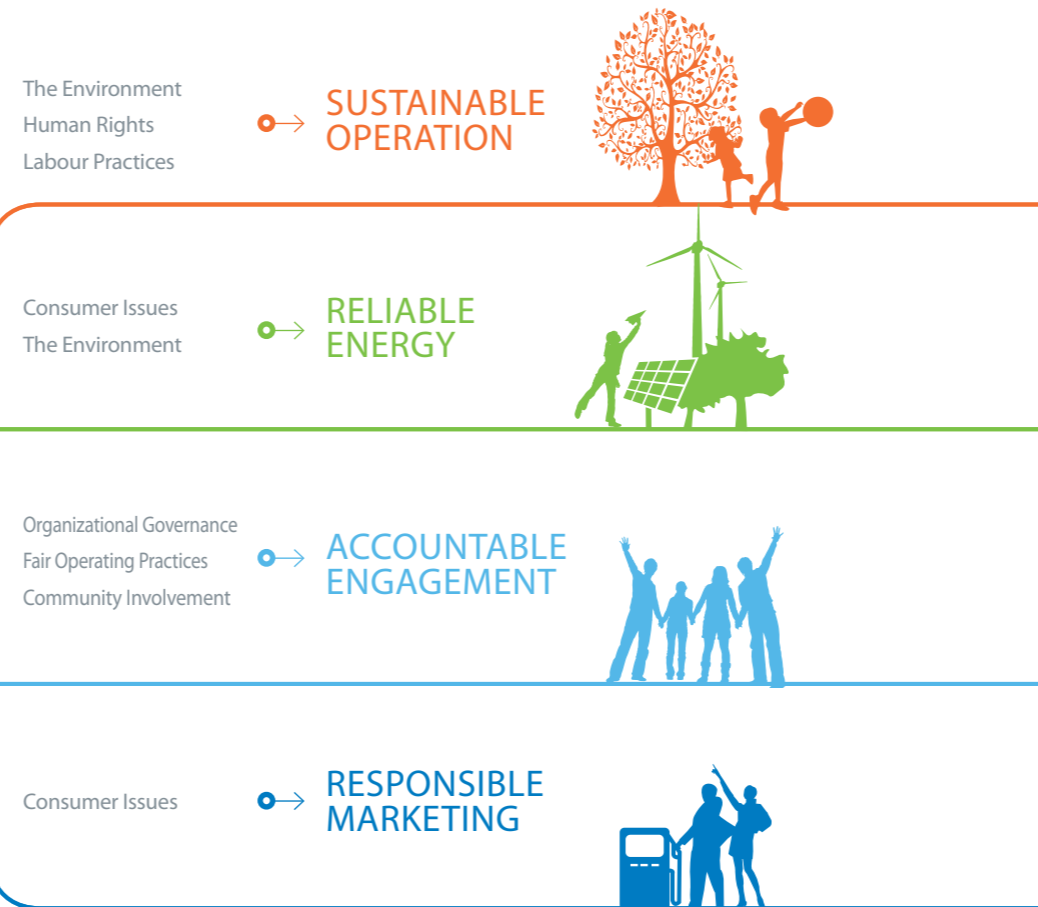 The Environment
Human Rights
Labour Practices
SUSTAINABLE
OPERATION
Consumer Issues
The Environment
RELIABLE
ENERGY
Organizational Governance
Fair Operating Practices
Community Involvement
ACCOUNTABLE
ENGAGEMENT
Consumer Issues
RESPONSIBLE
MARKETING